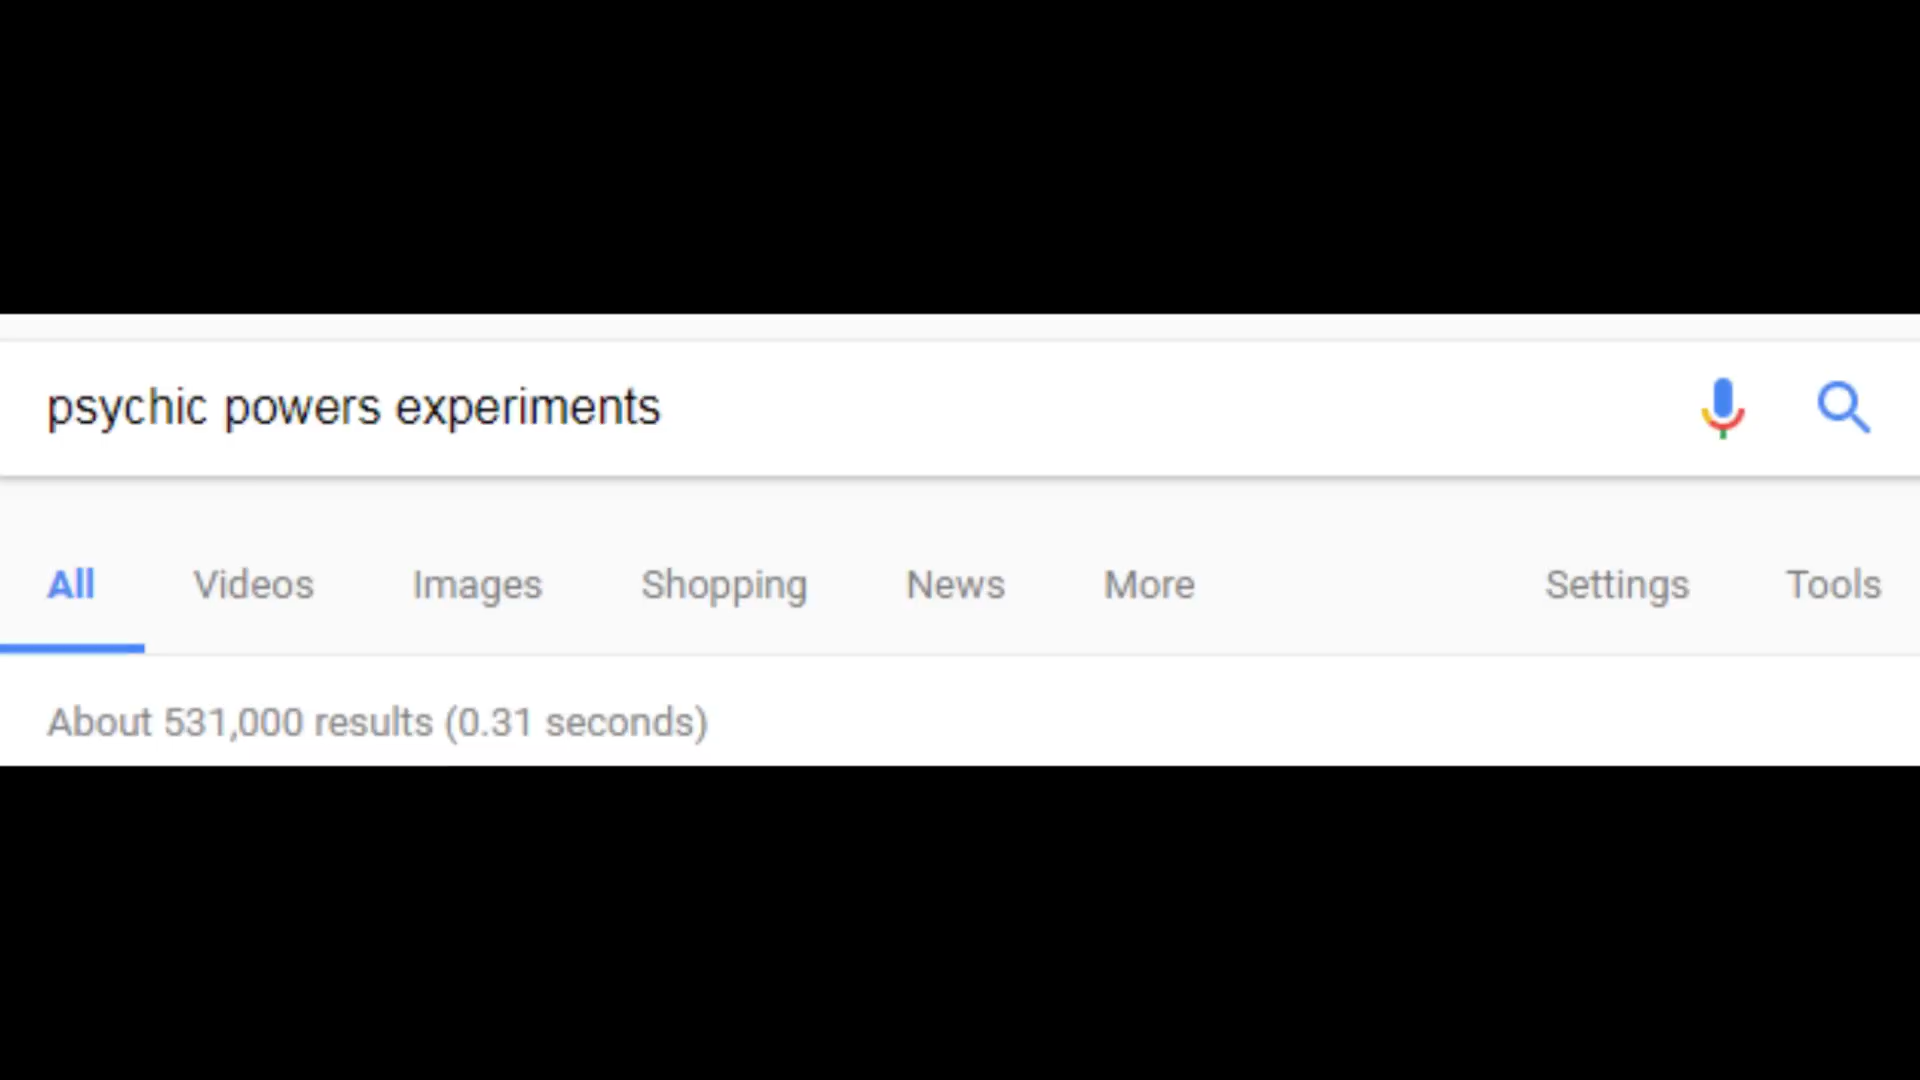 psychic powers experiments
All Videos Images Shopping News More Settings Tools
About 531,000 results (0.31 seconds)